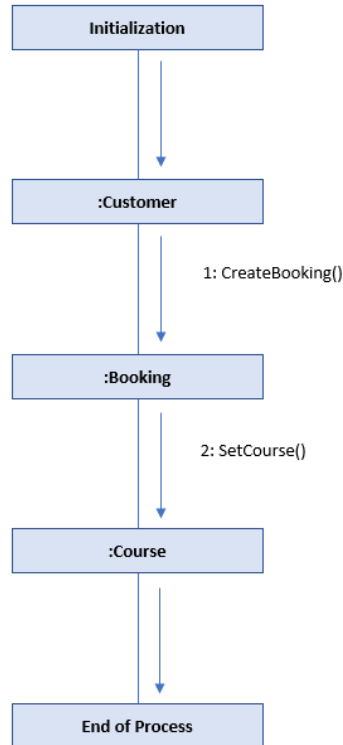 Initialization
:Customer
1: CreateBooking()
:Booking
2: SetCourse()
:Course
End of Process